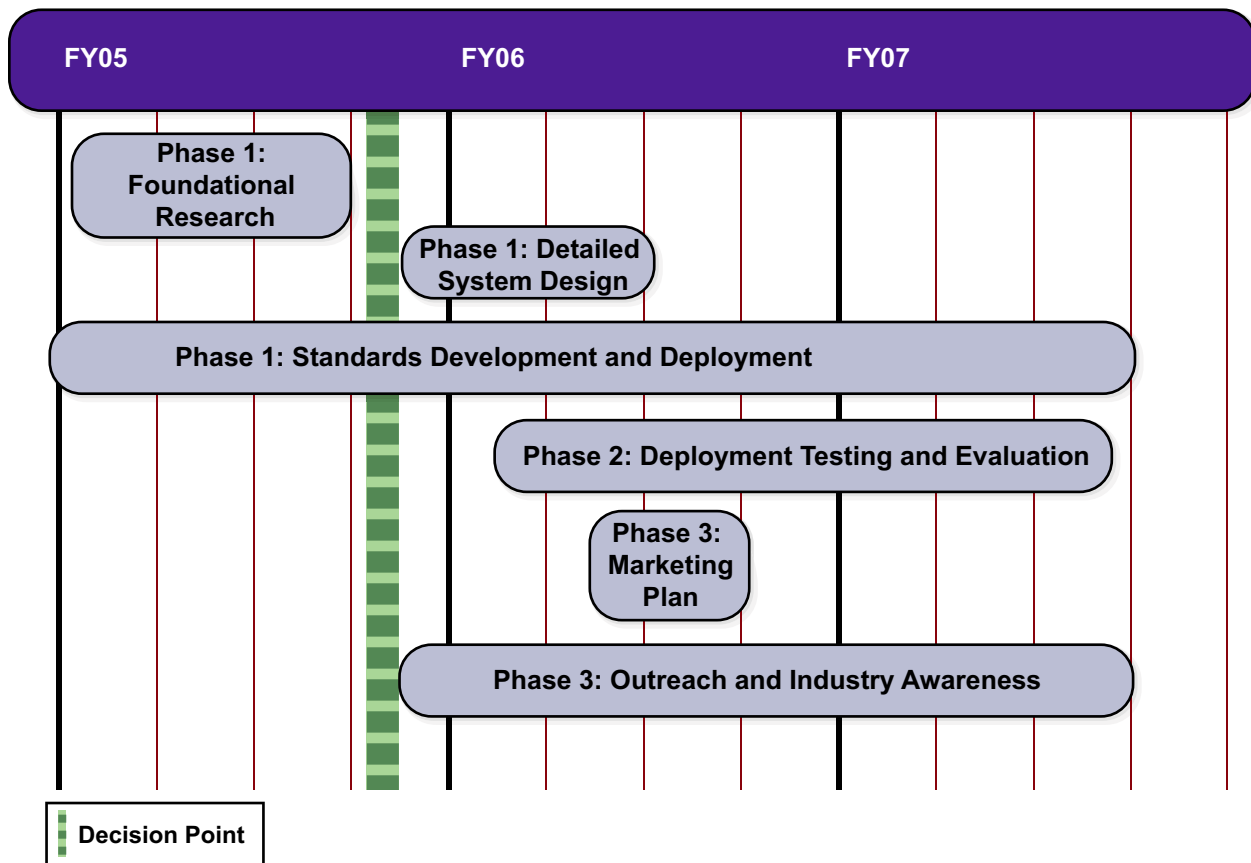 FY05
FY06
FY07
Phase 1:
Foundational
Research
Phase 1: Detailed
System Design
Phase 1: Standards Development and Deployment
Phase 2: Deployment Testing and Evaluation
Phase 3:
Marketing
Plan
Phase 3: Outreach and Industry Awareness
Decision Point